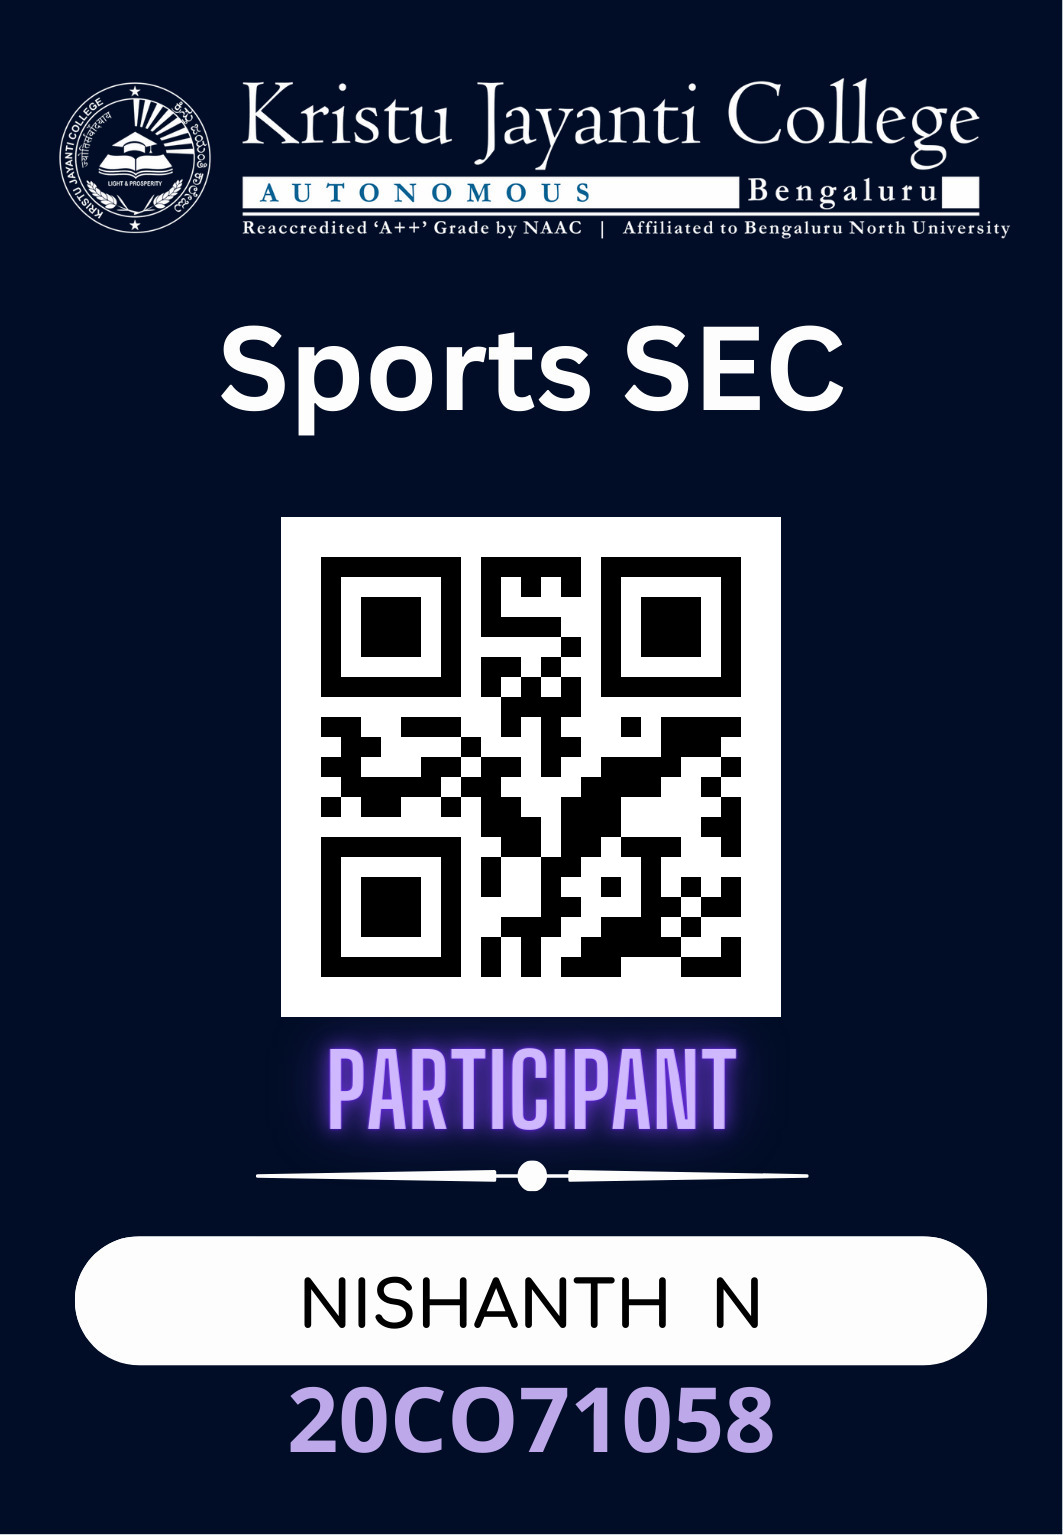 KRISTU JAYANTI COLLEGE
LIGHT & PROSPERITY
Kristu Jayanti College
AUTONOMOUS Bengaluru
Reaccredited ‘A++’ Grade by NAAC | Affiliated to Bengaluru North University
Sports SEC
PARTICIPANT
NISHANTH N
20CO71058